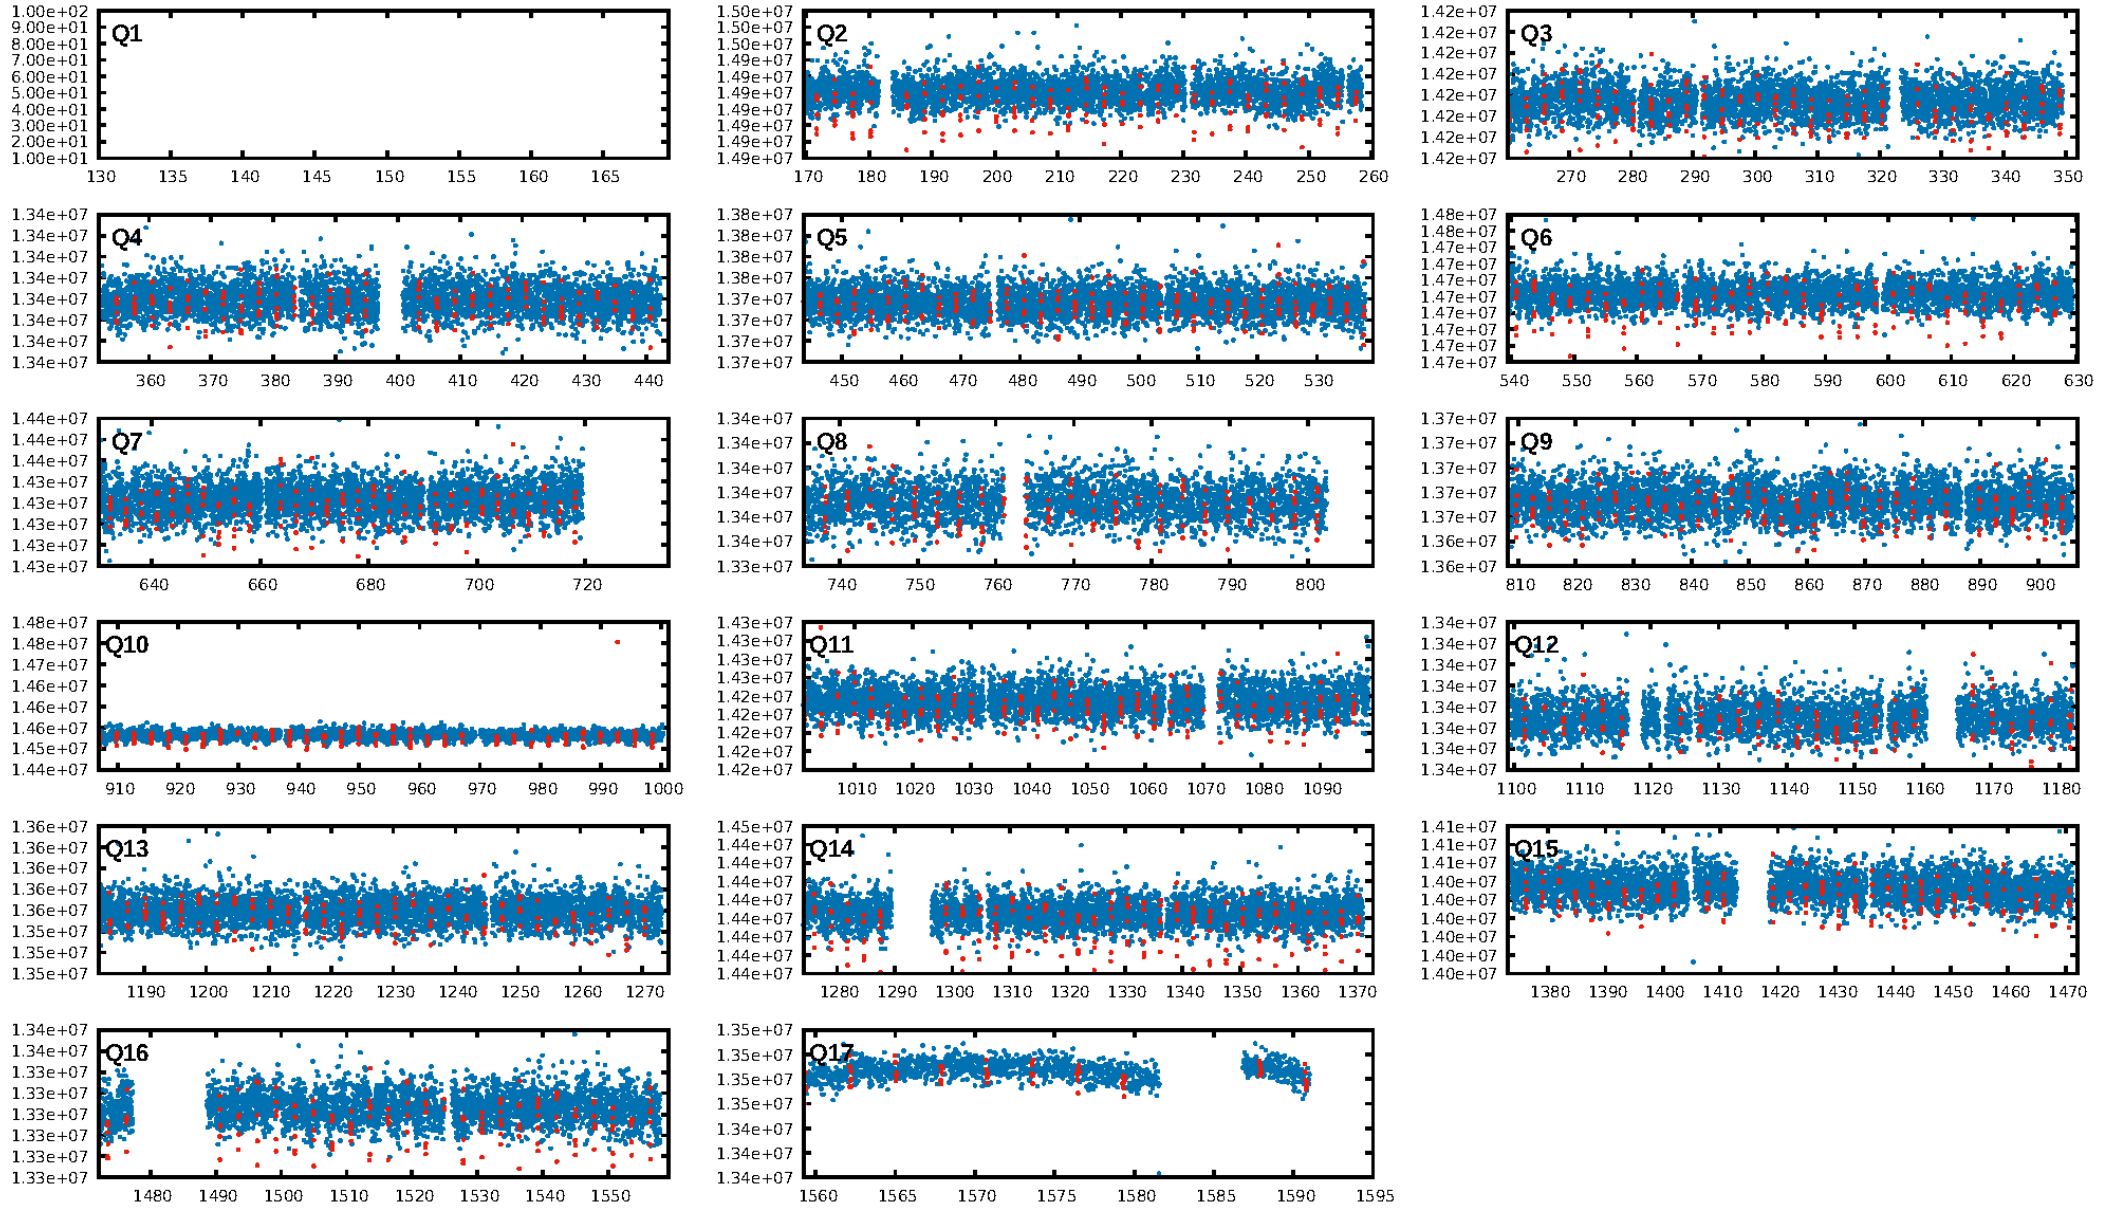 Q1
1.00e+02
9.00e+01
8.00e+01
7.00e+01
6.00e+01
5.00e+01
4.00e+01
3.00e+01
2.00e+01
1.00e+01
130 135 140 145 150 155 160 165
Q2
1.50e+07
1.50e+07
1.50e+07
1.49e+07
1.49e+07
1.49e+07
1.49e+07
1.49e+07
1.49e+07
1.49e+07
170 180 190 200 210 220 230 240 250 260
Q3
1.42e+07
1.42e+07
1.42e+07
1.42e+07
1.42e+07
1.42e+07
1.42e+07
1.42e+07
270 280 290 300 310 320 330 340 350
Q4
1.34e+07
1.34e+07
1.34e+07
1.34e+07
1.34e+07
1.34e+07
1.34e+07
1.34e+07
360 370 380 390 400 410 420 430 440
Q5
1.38e+07
1.38e+07
1.38e+07
1.38e+07
1.37e+07
1.37e+07
1.37e+07
1.37e+07
450 460 470 480 490 500 510 520 530
Q6
1.48e+07
1.48e+07
1.47e+07
1.47e+07
1.47e+07
1.47e+07
1.47e+07
1.47e+07
1.47e+07
1.47e+07
540 550 560 570 580 590 600 610 620 630
Q7
1.44e+07
1.44e+07
1.44e+07
1.43e+07
1.43e+07
1.43e+07
1.43e+07
1.43e+07
640 660 680 700 720
Q8
1.34e+07
1.34e+07
1.34e+07
1.34e+07
1.34e+07
1.34e+07
1.33e+07
740 750 760 770 780 790 800
Q9
1.37e+07
1.37e+07
1.37e+07
1.37e+07
1.37e+07
1.36e+07
1.36e+07
810 820 830 840 850 860 870 880 890 900
Q10
1.48e+07
1.48e+07
1.47e+07
1.46e+07
1.46e+07
1.46e+07
1.45e+07
1.44e+07
910 920 930 940 950 960 970 980 990 1000
Q11
1.43e+07
1.43e+07
1.43e+07
1.43e+07
1.42e+07
1.42e+07
1.42e+07
1.42e+07
1.42e+07
1010 1020 1030 1040 1050 1060 1070 1080 1090
Q12
1.34e+07
1.34e+07
1.34e+07
1.34e+07
1.34e+07
1.34e+07
1.34e+07
1.34e+07
1100 1110 1120 1130 1140 1150 1160 1170 1180
Q13
1.36e+07
1.36e+07
1.36e+07
1.36e+07
1.36e+07
1.35e+07
1.35e+07
1.35e+07
1190 1200 1210 1220 1230 1240 1250 1260 1270
Q14
1.45e+07
1.44e+07
1.44e+07
1.44e+07
1.44e+07
1.44e+07
1.44e+07
1.44e+07
1.44e+07
1280 1290 1300 1310 1320 1330 1340 1350 1360 1370
Q15
1.41e+07
1.41e+07
1.41e+07
1.40e+07
1.40e+07
1.40e+07
1.40e+07
1.40e+07
1.40e+07
1380 1390 1400 1410 1420 1430 1440 1450 1460 1470
Q16
1.34e+07
1.34e+07
1.33e+07
1.33e+07
1.33e+07
1.33e+07
1.33e+07
1.33e+07
1480 1490 1500 1510 1520 1530 1540 1550
Q17
1.35e+07
1.35e+07
1.35e+07
1.35e+07
1.34e+07
1.34e+07
1.34e+07
1560 1565 1570 1575 1580 1585 1590 1595